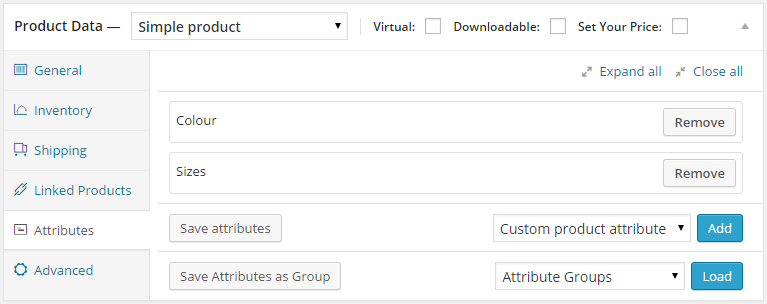 Product Data — Simple product Virtual: Downloadable: Set Your Price:
General
Inventory
Shipping
Linked Products
Attributes
Advanced
Expand all Close all
Colour Remove
Sizes Remove
Save attributes Custom product attribute Add
Save Attributes as Group Attribute Groups Load